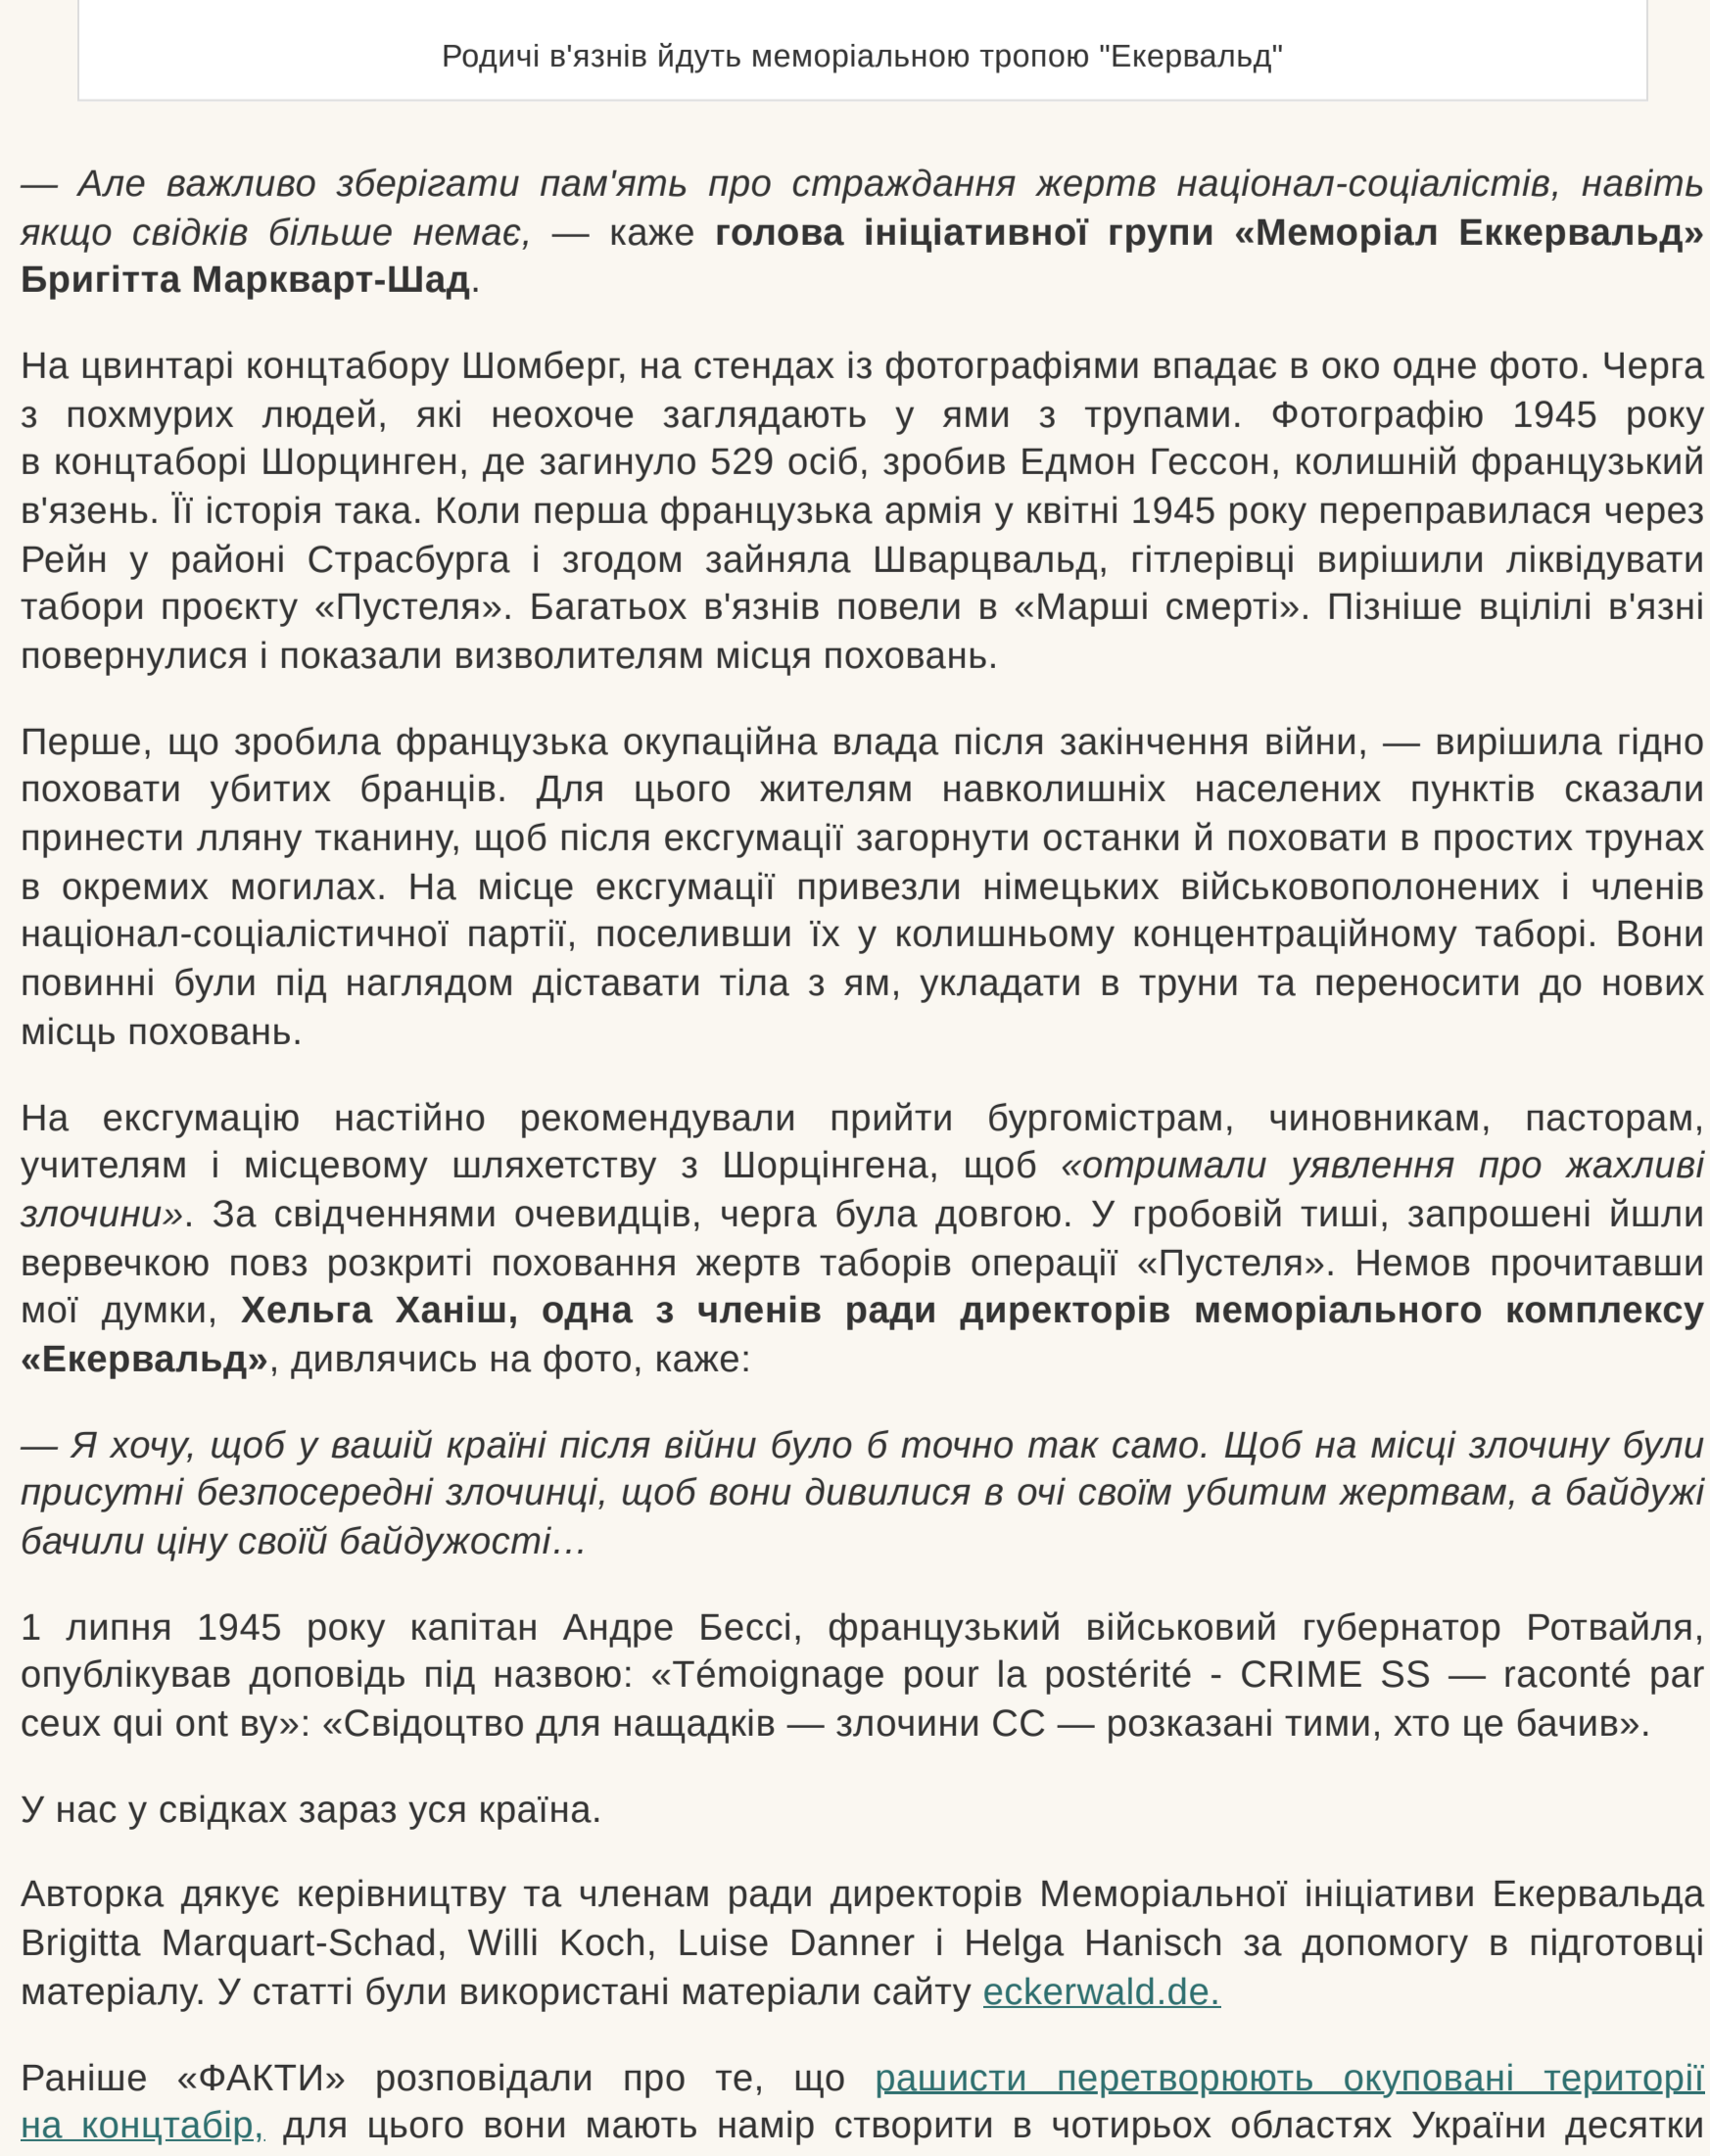 Родичі в'язнів йдуть меморіальною тропою "Екервальд"
— Але важливо зберігати пам'ять про страждання жертв націонал-соціалістів, навіть
якщо свідків більше немає, — каже голова ініціативної групи «Меморіал Еккервальд»
Бригітта Маркварт-Шад.
На цвинтарі концтабору Шомберг, на стендах із фотографіями впадає в око одне фото. Черга
з похмурих людей, які неохоче заглядають у ями з трупами. Фотографію 1945 року
в концтаборі Шорцинген, де загинуло 529 осіб, зробив Едмон Гессон, колишній французький
в'язень. Її історія така. Коли перша французька армія у квітні 1945 року переправилася через
Рейн у районі Страсбурга і згодом зайняла Шварцвальд, гітлерівці вирішили ліквідувати
табори проєкту «Пустеля». Багатьох в'язнів повели в «Марші смерті». Пізніше вцілілі в'язні
повернулися і показали визволителям місця поховань.
Перше, що зробила французька окупаційна влада після закінчення війни, — вирішила гідно
поховати убитих бранців. Для цього жителям навколишніх населених пунктів сказали
принести лляну тканину, щоб після ексгумації загорнути останки й поховати в простих трунах
в окремих могилах. На місце ексгумації привезли німецьких військовополонених і членів
націонал-соціалістичної партії, поселивши їх у колишньому концентраційному таборі. Вони
повинні були під наглядом діставати тіла з ям, укладати в труни та переносити до нових
місць поховань.
На ексгумацію настійно рекомендували прийти бургомістрам, чиновникам, пасторам,
учителям і місцевому шляхетству з Шорцінгена, щоб «отримали уявлення про жахливі
злочини». За свідченнями очевидців, черга була довгою. У гробовій тиші, запрошені йшли
вервечкою повз розкриті поховання жертв таборів операції «Пустеля». Немов прочитавши
мої думки, Хельга Ханіш, одна з членів ради директорів меморіального комплексу
«Екервальд», дивлячись на фото, каже:
— Я хочу, щоб у вашій країні після війни було б точно так само. Щоб на місці злочину були
присутні безпосередні злочинці, щоб вони дивилися в очі своїм убитим жертвам, а байдужі
бачили ціну своїй байдужості…
1 липня 1945 року капітан Андре Бессі, французький військовий губернатор Ротвайля,
опублікував доповідь під назвою: «Témoignage pour la postérité - CRIME SS — raconté par
ceux qui ont ву»: «Свідоцтво для нащадків — злочини СС — розказані тими, хто це бачив».
У нас у свідках зараз уся країна.
Авторка дякує керівництву та членам ради директорів Меморіальної ініціативи Екервальда
Brigitta Marquart-Schad, Willi Koch, Luise Danner і Helga Hanisch за допомогу в підготовці
матеріалу. У статті були використані матеріали сайту eckerwald.de.
Раніше «ФАКТИ» розповідали про те, що рашисти перетворюють окуповані території
на концтабір, для цього вони мають намір створити в чотирьох областях України десятки